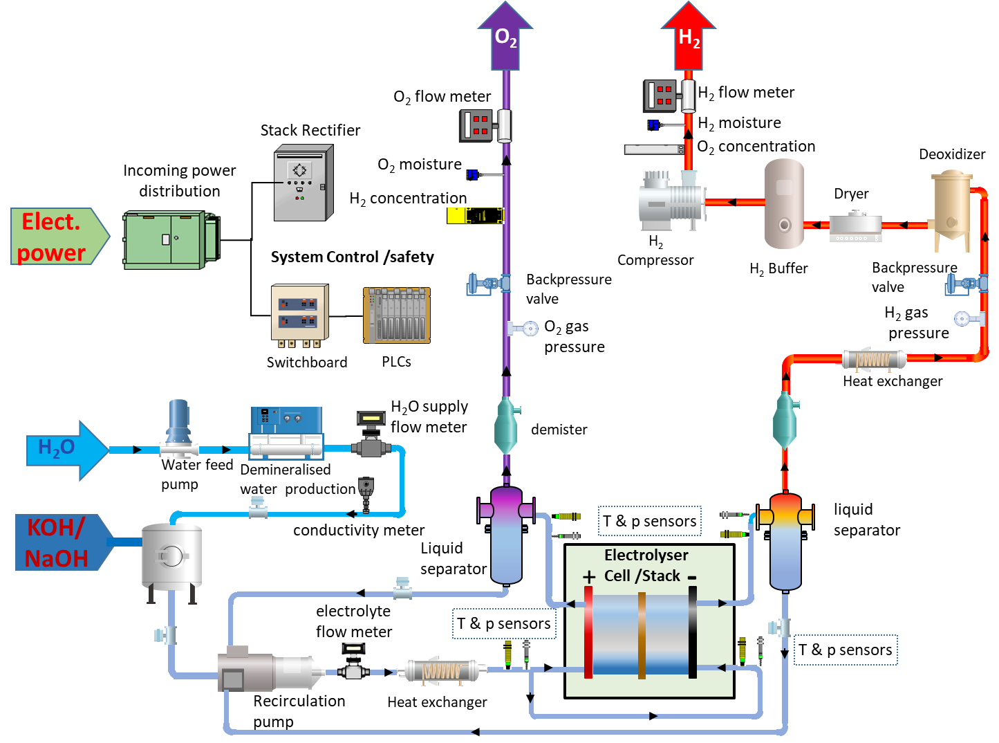 O2
H2
O2 flow meter
H2 flow meter
Stack Rectifier
H2 moisture
O2 concentration
Incoming power
distribution
O2 moisture
Deoxidizer
H2 concentration
Dryer
Elect.
power
H2
Compressor
System Control /safety
H2 Buffer
Backpressure
valve
Backpressure
valve
O2 gas
pressure
H2 gas
pressure
Switchboard
PLCs
Heat exchanger
H2O supply
flow meter
demister
H2O
Water feed
pump
Demineralised
water production
conductivity meter
T & p sensors
liquid
separator
KOH/
NaOH
Liquid
separator
Electrolyser
Cell /Stack
+
-
electrolyte
flow meter
T & p sensors
T & p sensors
Recirculation
pump
Heat exchanger